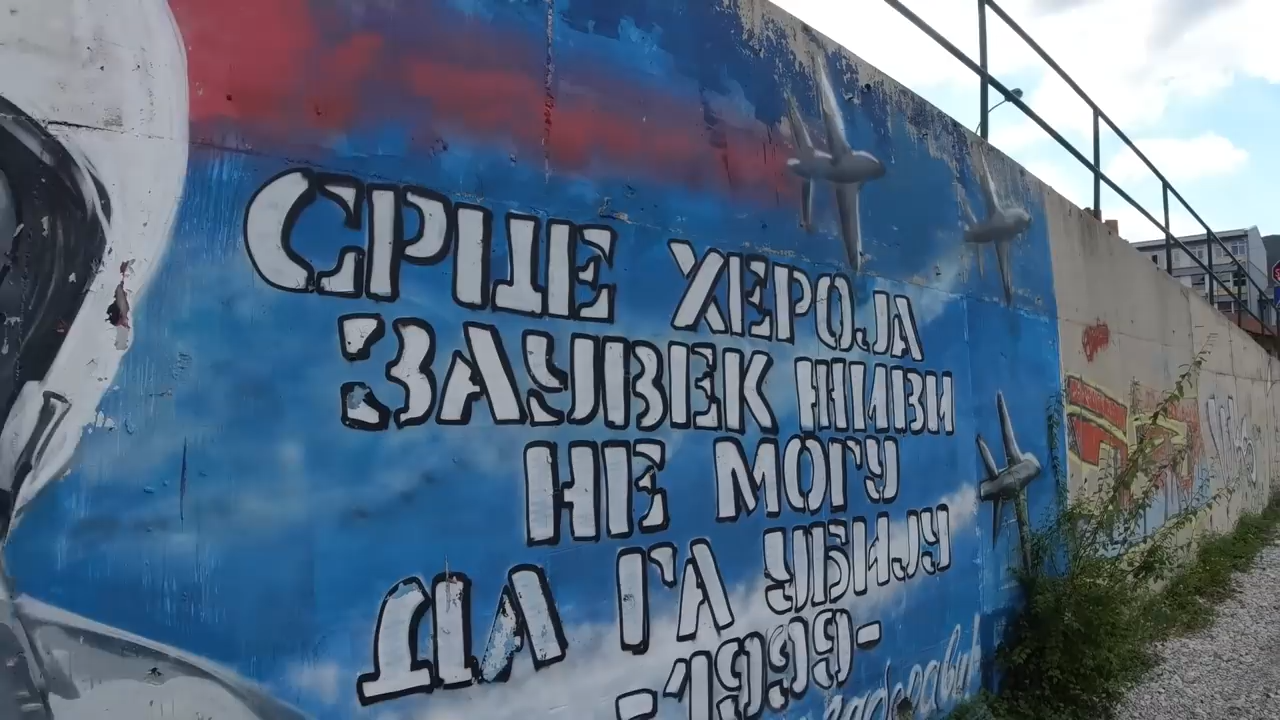 СРЦЕ ХЕРОЈА
ЗАУВЕК ЖИВИ
НЕ МОГУ
ДА ГА УБИЈУ
-1999-